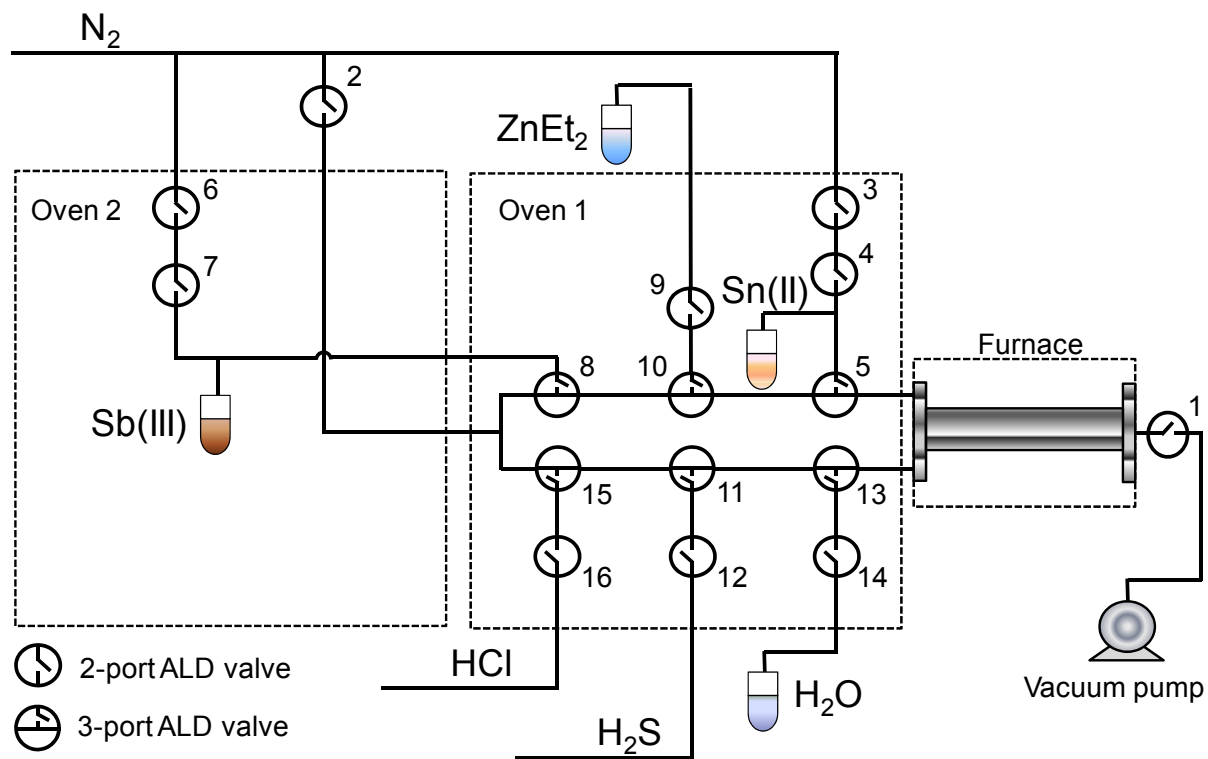 N2
2
ZnEt2
Oven 2
6
Oven 1
3
7
4
9
Sn(II)
8
10
5
Furnace
Sb(III)
1
15
11
13
16
12
14
2-port ALD valve
HCl
H2O
Vacuum pump
3-port ALD valve
H2S